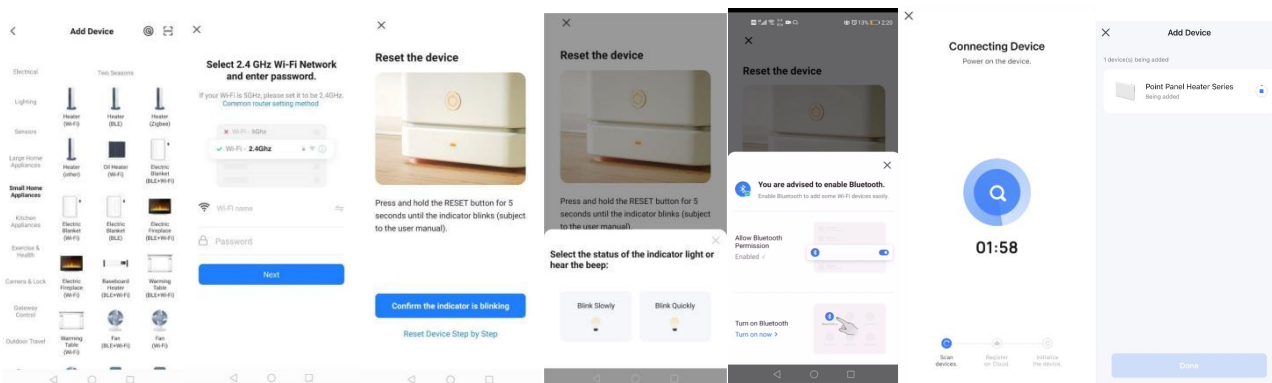 Add Device
Electrical
Two Seasons
Lighting
Heater
(Wi-Fi)
Heater
(BLE)
Heater
(Zigbee)
Sensors
Large Home
Appliances
Heater
(other)
Oil Heater
(Wi-Fi)
Electric
Blanket
(BLE+Wi-Fi)
Small Home
Appliances
Kitchen
Appliances
Electric
Blanket
(Wi-Fi)
Electric
Blanket
(BLE)
Electric
Fireplace
(BLE+Wi-Fi)
Exercise &
Health
Camera & Lock
Electric
Fireplace
(Wi-Fi)
Baseboard
Heater
(BLE+Wi-Fi)
Warming
Table
(BLE+Wi-Fi)
Gateway
Control
Outdoor Travel
Warming
Table
(Wi-Fi)
Fan
(BLE+Wi-Fi)
Fan
(Wi-Fi)
Select 2.4 GHz Wi-Fi Network
and enter password.
If your Wi-Fi is 5GHz, please set it to be 2.4GHz.
Common router setting method
Wi-Fi - 5Ghz
Wi-Fi - 2.4Ghz
Wi-Fi name
Password
Next
Reset the device
Press and hold the RESET button for 5
seconds until the indicator blinks (subject
to the user manual).
Confirm the indicator is blinking
Reset Device Step by Step
Reset the device
Press and hold the RESET button for 5
seconds until the indicator blinks (subject
to the user manual).
Select the status of the indicator light or
hear the beep:
Blink Slowly
Blink Quickly
13% 2:20
Reset the device
You are advised to enable Bluetooth.
Enable Bluetooth to add some Wi-Fi devices easily.
Allow Bluetooth
Permission
Enabled
Turn on Bluetooth
Turn on now >
Connecting Device
Power on the device.
01:58
Scan
devices.
Register
on Cloud.
Initialize
the device.
Add Device
1 device(s) being added
Point Panel Heater Series
Being added
Done